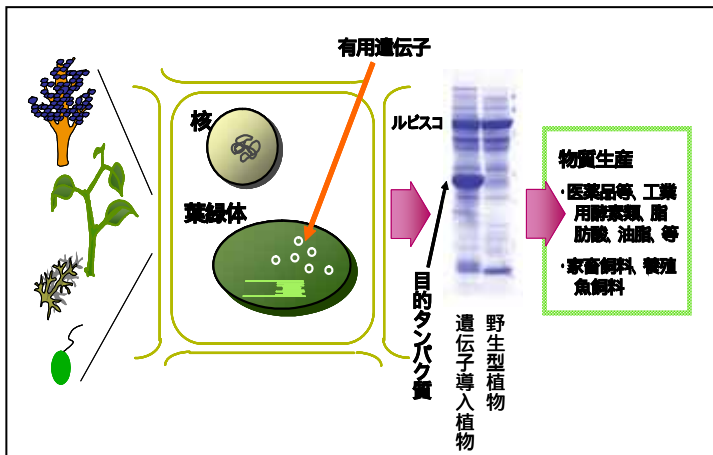 有用遺伝子
核
葉緑体
ルビスコ
目的タンパク質
遺伝子導入植物
野生型植物
物質生産
・医薬品等、工業
用酵素類、脂
肪酸、油脂、等
・家畜飼料、養殖
魚飼料